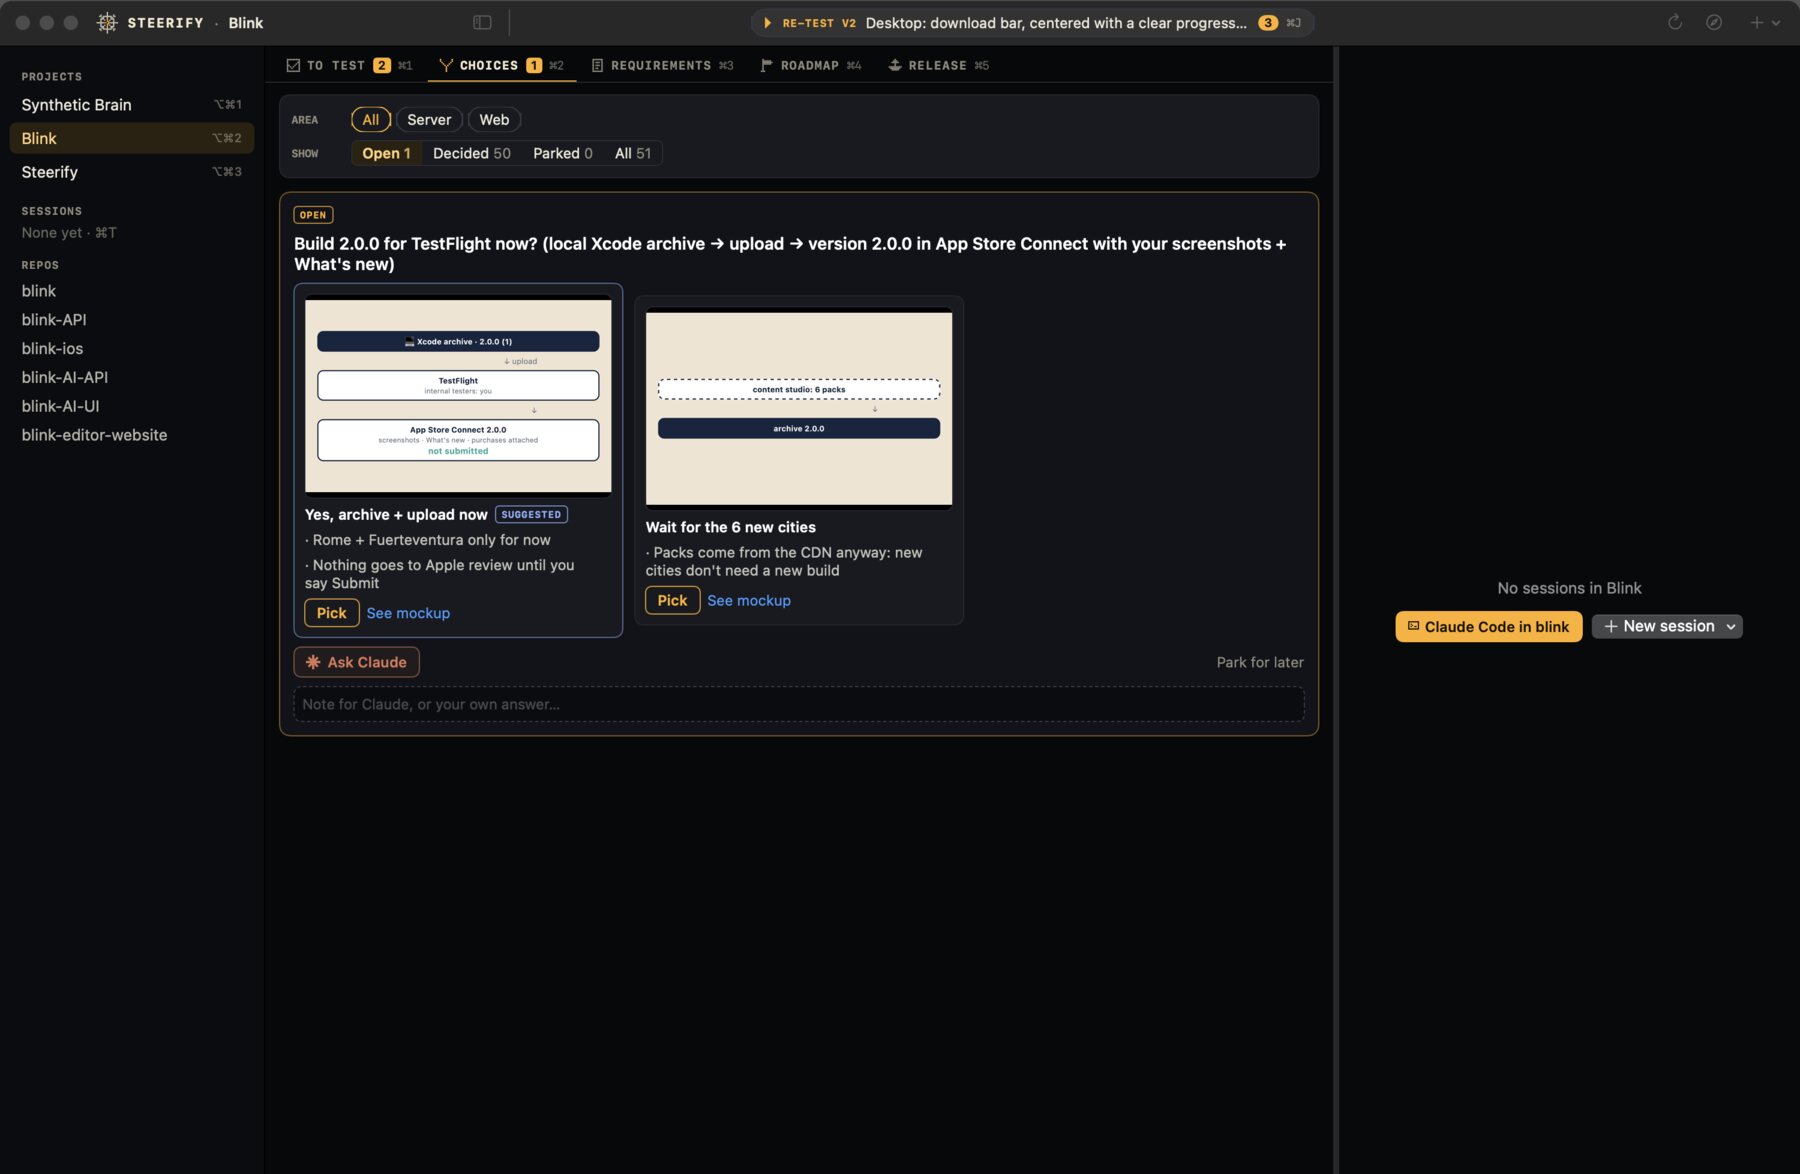 STEERIFY · Blink
RE-TEST V2 Desktop: download bar, centered with a clear progress... 3 ⌘J
PROJECTS
Synthetic Brain ⌥⌘1
Blink ⌥⌘2
Steerify ⌥⌘3
SESSIONS
None yet · ⌘T
REPOS
blink
blink-API
blink-ios
blink-AI-API
blink-AI-UI
blink-editor-website
TO TEST 2 ⌘1
CHOICES 1 ⌘2
REQUIREMENTS ⌘3
ROADMAP ⌘4
RELEASE ⌘5
AREA All Server Web
SHOW Open 1 Decided 50 Parked 0 All 51
OPEN
Build 2.0.0 for TestFlight now? (local Xcode archive → upload → version 2.0.0 in App Store Connect with your screenshots +
What's new)
Xcode archive · 2.0.0 (1)
↓ upload
TestFlight
internal testers: you
↓
App Store Connect 2.0.0
screenshots · What's new · purchases attached
not submitted
Yes, archive + upload now SUGGESTED
· Rome + Fuerteventura only for now
· Nothing goes to Apple review until you
say Submit
Pick See mockup
content studio: 6 packs
↓
archive 2.0.0
Wait for the 6 new cities
· Packs come from the CDN anyway: new
cities don't need a new build
Pick See mockup
Ask Claude
Park for later
Note for Claude, or your own answer...
No sessions in Blink
Claude Code in blink
+ New session